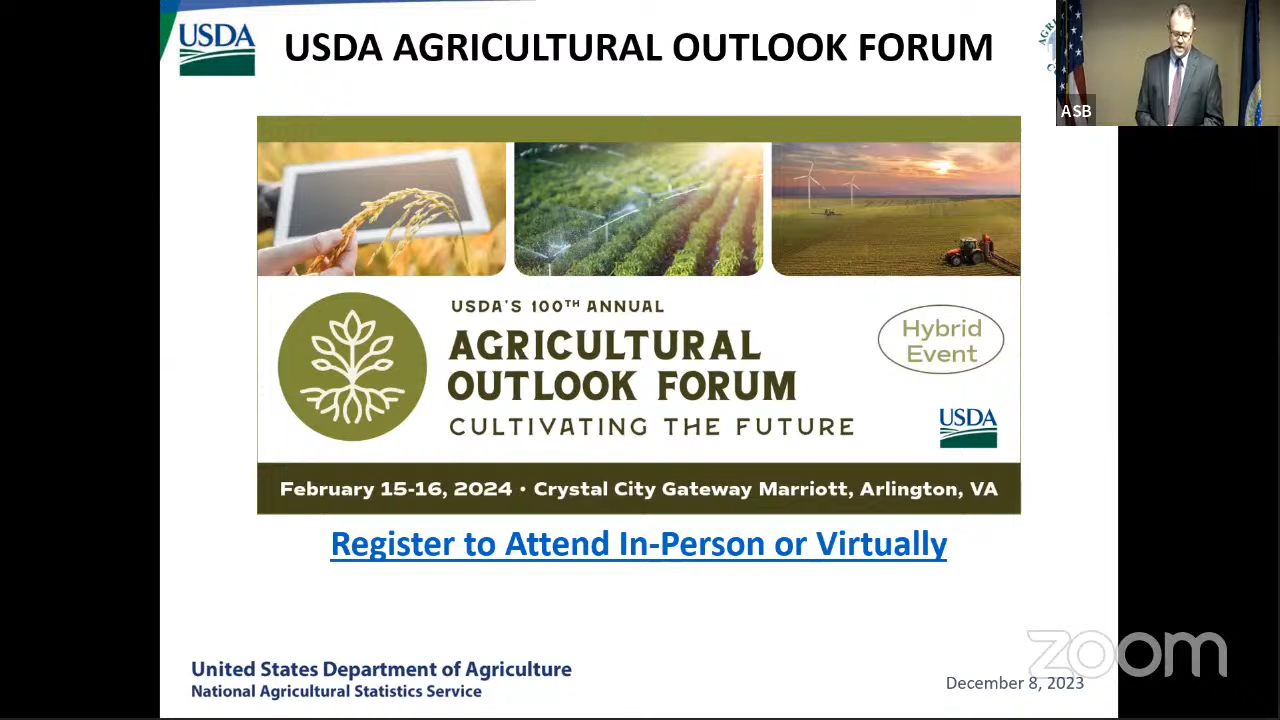 USDA
USDA AGRICULTURAL OUTLOOK FORUM
ASB
USDA'S 100TH ANNUAL
AGRICULTURAL
OUTLOOK FORUM
CULTIVATING THE FUTURE
Hybrid
Event
USDA
February 15-16, 2024 • Crystal City Gateway Marriott, Arlington, VA
Register to Attend In-Person or Virtually
United States Department of Agriculture
National Agricultural Statistics Service
zoom
December 8, 2023